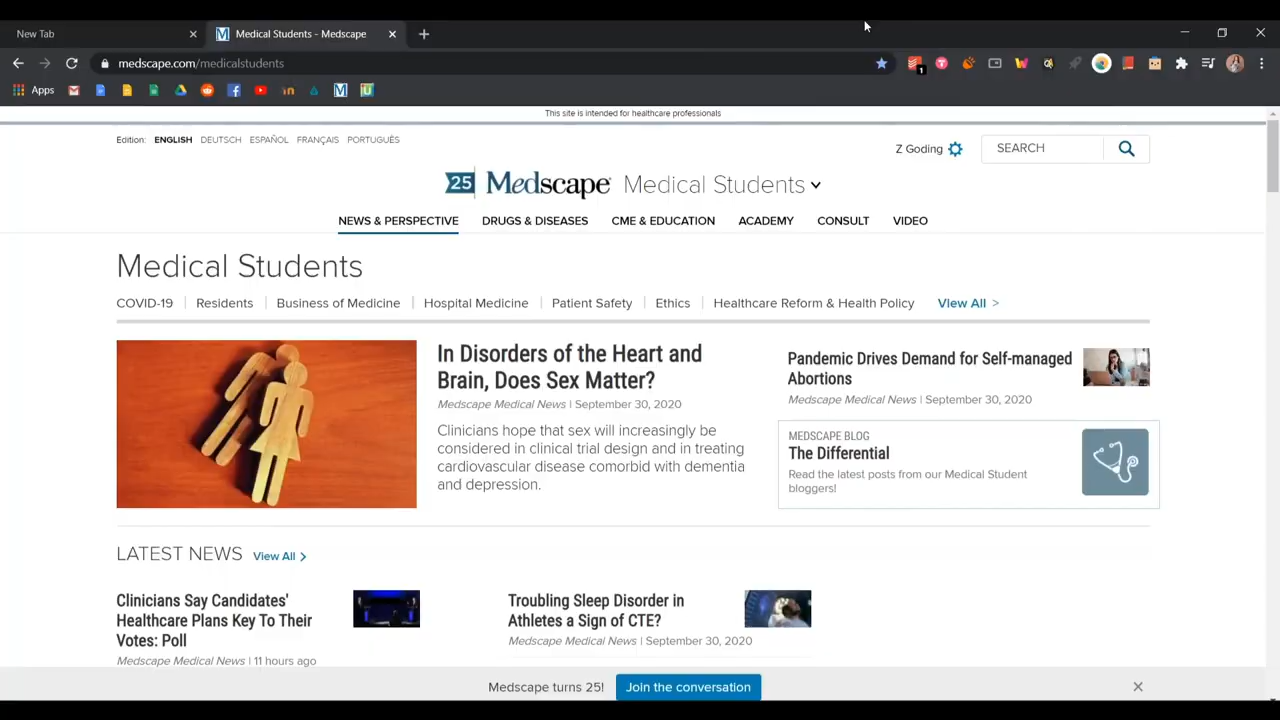 New Tab
Medical Students - Medscape
medscape.com/medicalstudents
1
Apps
This site is intended for healthcare professionals
Edition: ENGLISH DEUTSCH ESPAÑOL FRANÇAIS PORTUGUÊS
Z Goding
SEARCH
25 Medscape Medical Students
NEWS & PERSPECTIVE DRUGS & DISEASES CME & EDUCATION ACADEMY CONSULT VIDEO
Medical Students
COVID-19 | Residents | Business of Medicine | Hospital Medicine | Patient Safety | Ethics | Healthcare Reform & Health Policy View All >
In Disorders of the Heart and
Brain, Does Sex Matter?
Medscape Medical News | September 30, 2020
Clinicians hope that sex will increasingly be
considered in clinical trial design and in treating
cardiovascular disease comorbid with dementia
and depression.
Pandemic Drives Demand for Self-managed
Abortions
Medscape Medical News | September 30, 2020
MEDSCAPE BLOG
The Differential
Read the latest posts from our Medical Student
bloggers!
LATEST NEWS View All >
Clinicians Say Candidates'
Healthcare Plans Key To Their
Votes: Poll
Medscape Medical News | 11 hours ago
Troubling Sleep Disorder in
Athletes a Sign of CTE?
Medscape Medical News | September 30, 2020
Medscape turns 25! Join the conversation